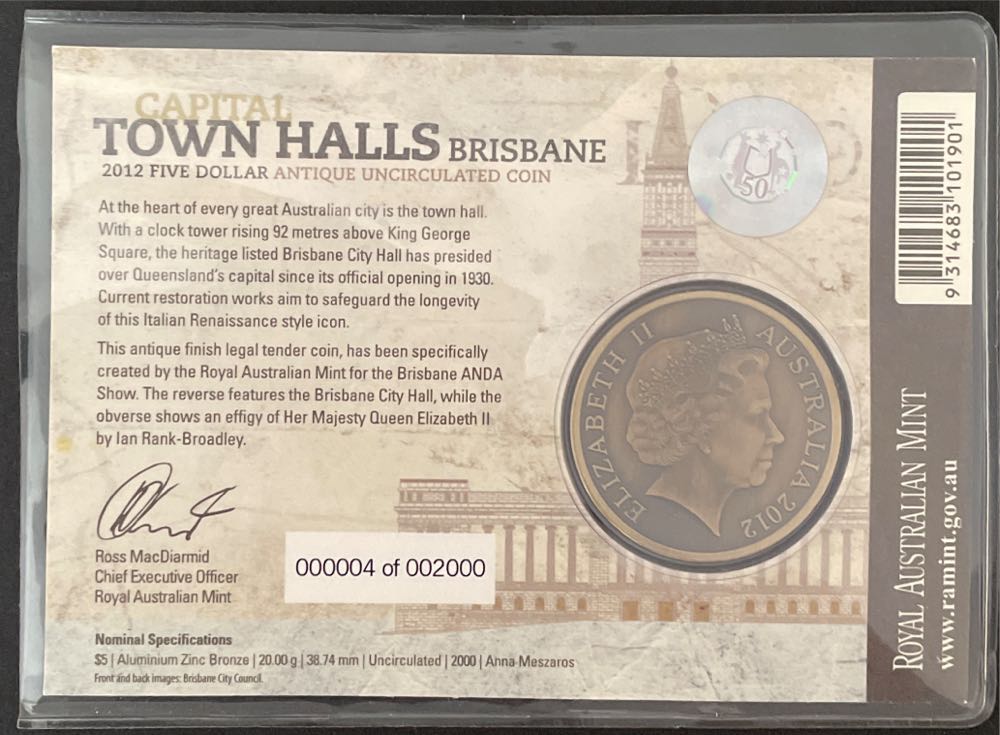 CAPITAL
TOWN HALLS BRISBANE
2012 FIVE DOLLAR ANTIQUE UNCIRCULATED COIN
At the heart of every great Australian city is the town hall.
With a clock tower rising 92 metres above King George
Square, the heritage listed Brisbane City Hall has presided
over Queensland's capital since its official opening in 1930.
Current restoration works aim to safeguard the longevity
of this Italian Renaissance style icon.
This antique finish legal tender coin, has been specifically
created by the Royal Australian Mint for the Brisbane ANDA
Show. The reverse features the Brisbane City Hall, while the
obverse shows an effigy of Her Majesty Queen Elizabeth II
by Ian Rank-Broadley.
Ross MacDiarmid
Chief Executive Officer
Royal Australian Mint
000004 of 002000
Nominal Specifications
$5 | Aluminium Zinc Bronze | 20.00 g | 38.74 mm | Uncirculated | 2000 | Anna Meszaros
Front and back images: Brisbane City Council.
50
ELIZABETH II
AUSTRALIA 2012
9 314683 101901
ROYAL AUSTRALIAN MINT
www.ramint.gov.au